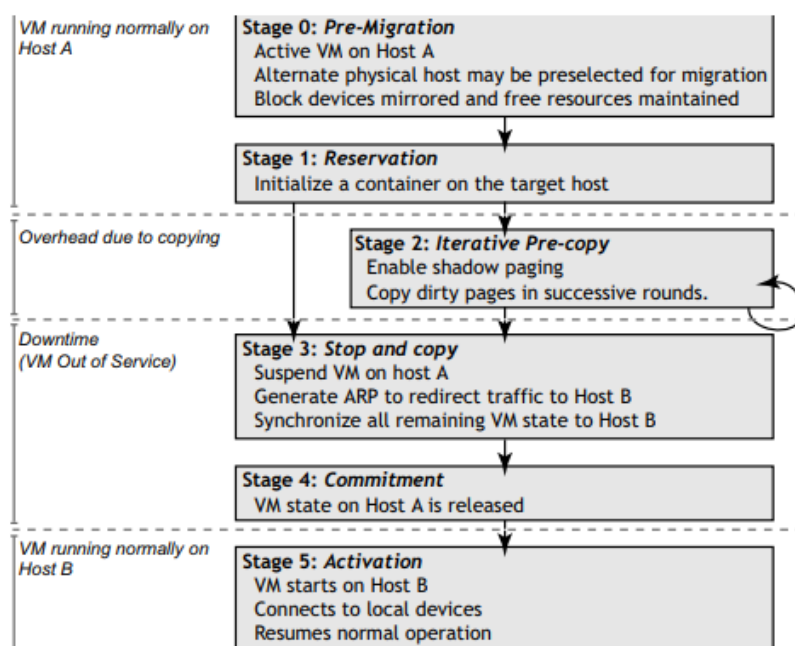 VM running normally on
Host A
Stage 0: Pre-Migration
Active VM on Host A
Alternate physical host may be preselected for migration
Block devices mirrored and free resources maintained
Stage 1: Reservation
Initialize a container on the target host
Overhead due to copying
Stage 2: Iterative Pre-copy
Enable shadow paging
Copy dirty pages in successive rounds.
Downtime
(VM Out of Service)
Stage 3: Stop and copy
Suspend VM on host A
Generate ARP to redirect traffic to Host B
Synchronize all remaining VM state to Host B
Stage 4: Commitment
VM state on Host A is released
VM running normally on
Host B
Stage 5: Activation
VM starts on Host B
Connects to local devices
Resumes normal operation